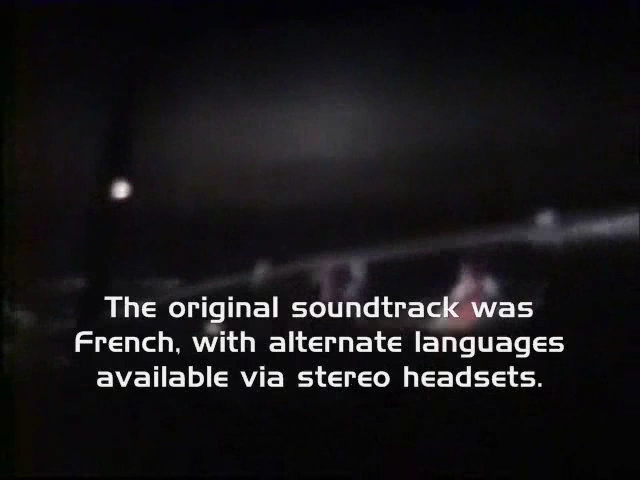 The original soundtrack was
French, with alternate languages
available via stereo headsets.